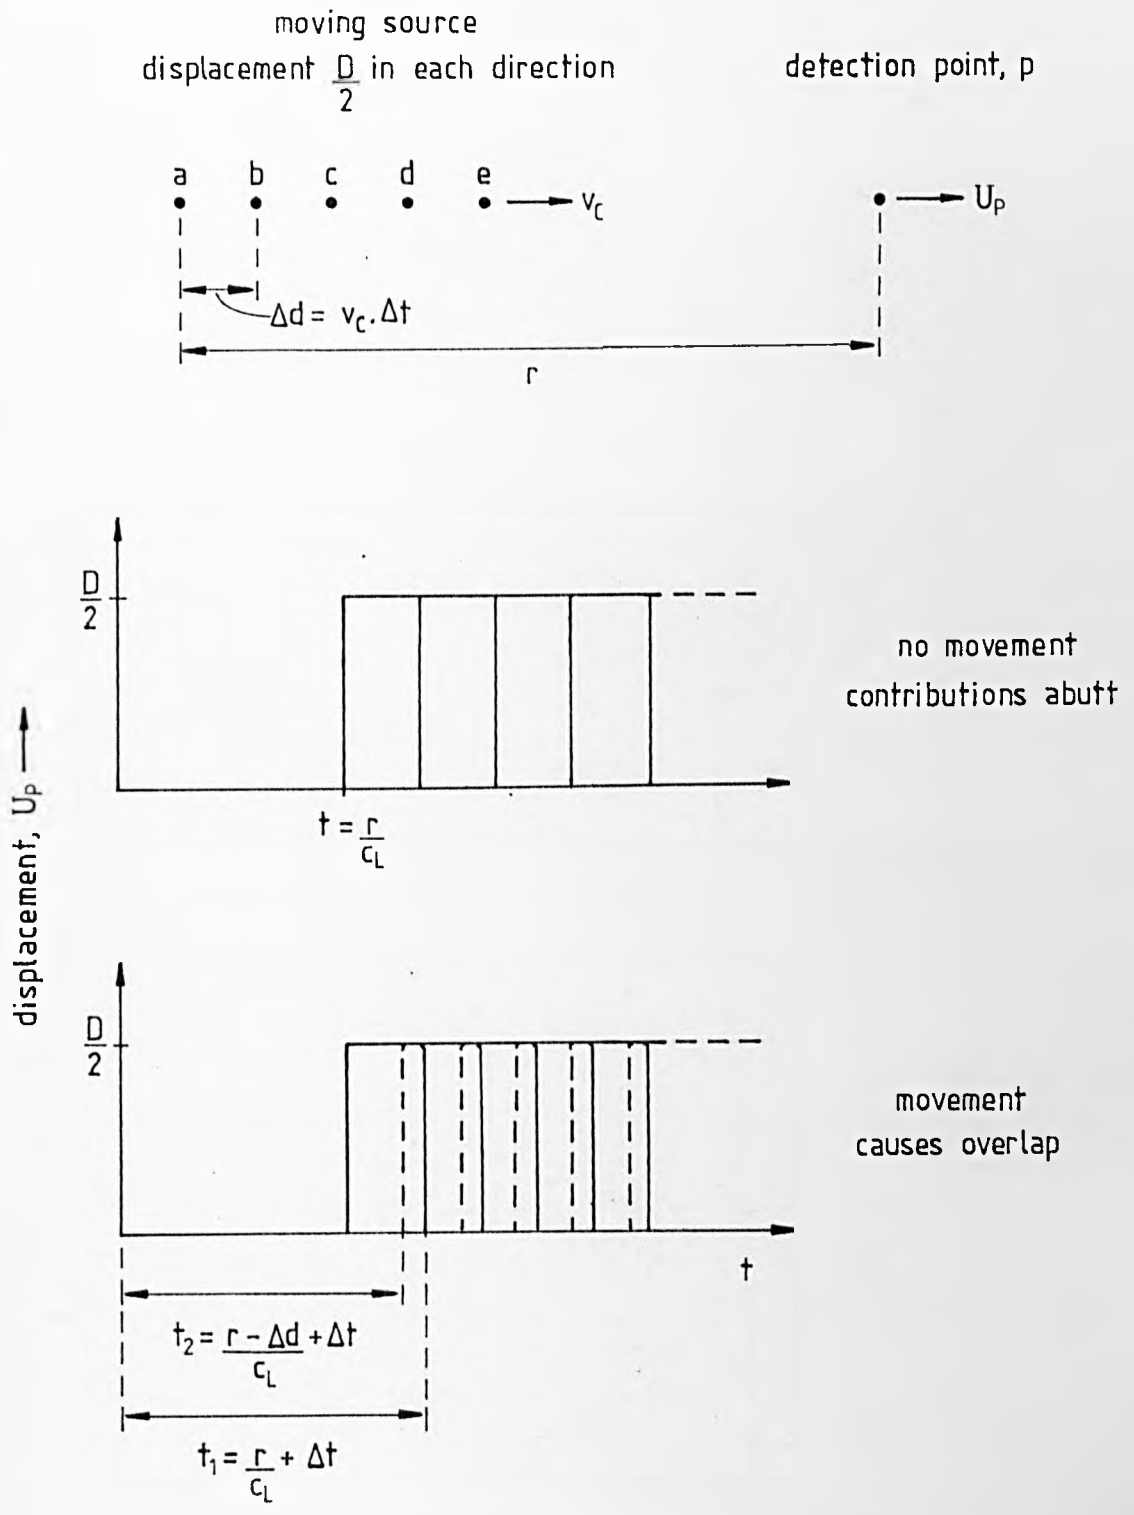 moving source
displacement D/2 in each direction
detection point, p
a b c d e
v_c
U_P
Δd = v_c.Δt
r
D/2
no movement
contributions abutt
t = r/c_L
displacement, U_P
D/2
movement
causes overlap
t
t_2 = (r - Δd)/c_L + Δt
t_1 = r/c_L + Δt